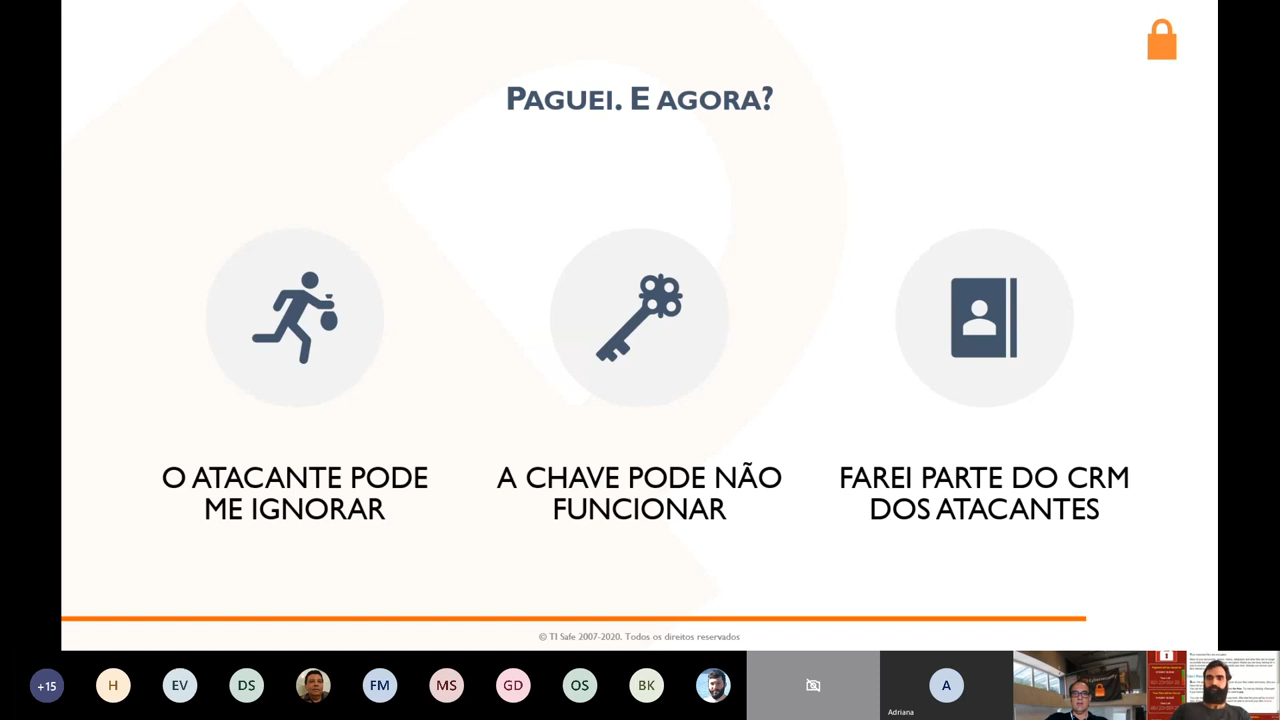 PAGUEI. E AGORA?
O ATACANTE PODE
ME IGNORAR
A CHAVE PODE NÃO
FUNCIONAR
FAREI PARTE DO CRM
DOS ATACANTES
© TI Safe 2007-2020. Todos os direitos reservados
+15
H
EV
DS
FM
GD
OS
BK
A
Adriana